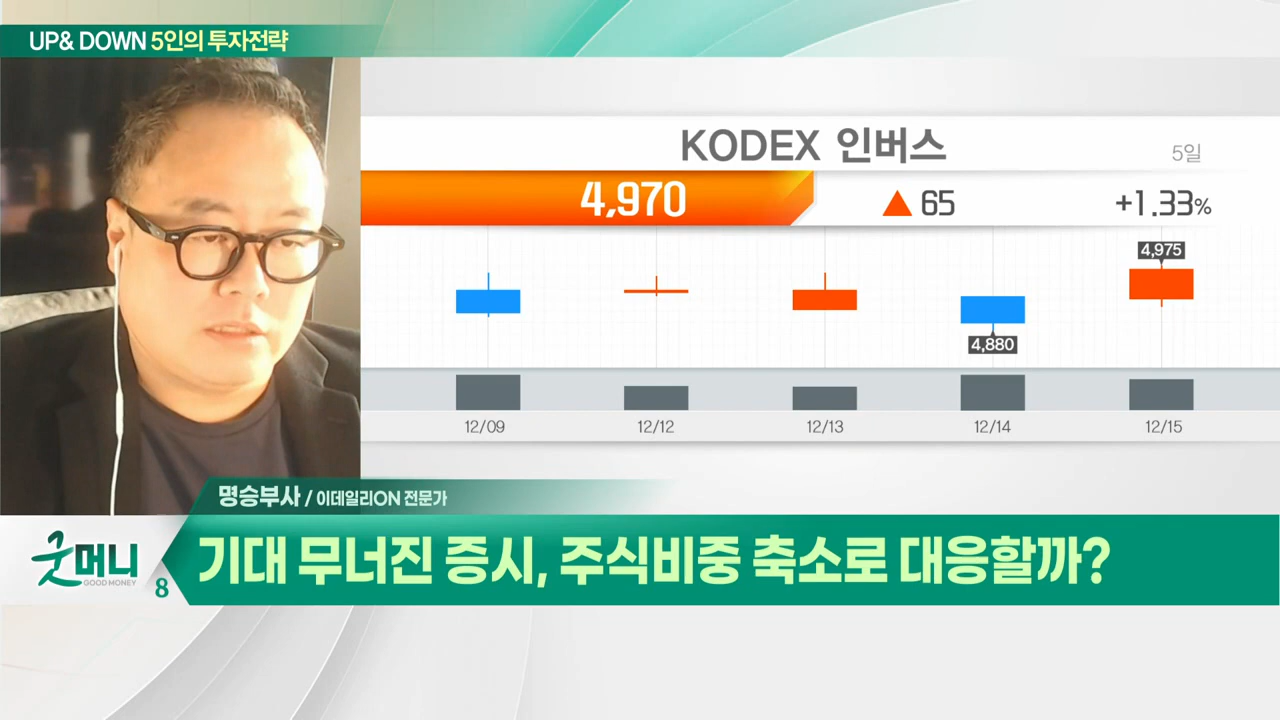 UP& DOWN 5인의 투자전략
KODEX 인버스
5일
4,970
▲ 65
+1.33%
4,975
4,880
12/09
12/12
12/13
12/14
12/15
명승부사 / 이데일리ON 전문가
굿머니
GOOD MONEY
8
기대 무너진 증시, 주식비중 축소로 대응할까?